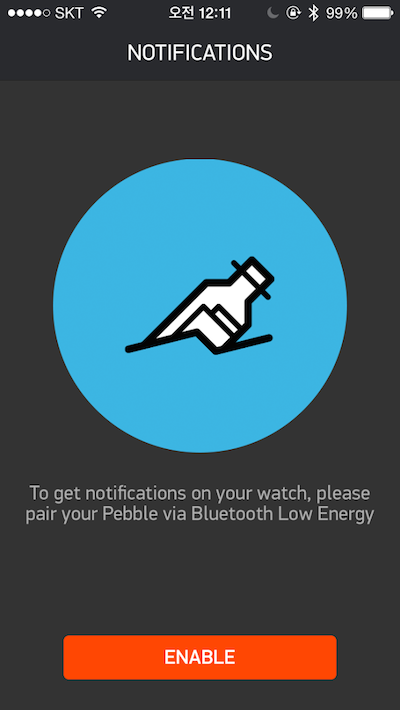 SKT 오전 12:11 99%
NOTIFICATIONS
To get notifications on your watch, please
pair your Pebble via Bluetooth Low Energy
ENABLE